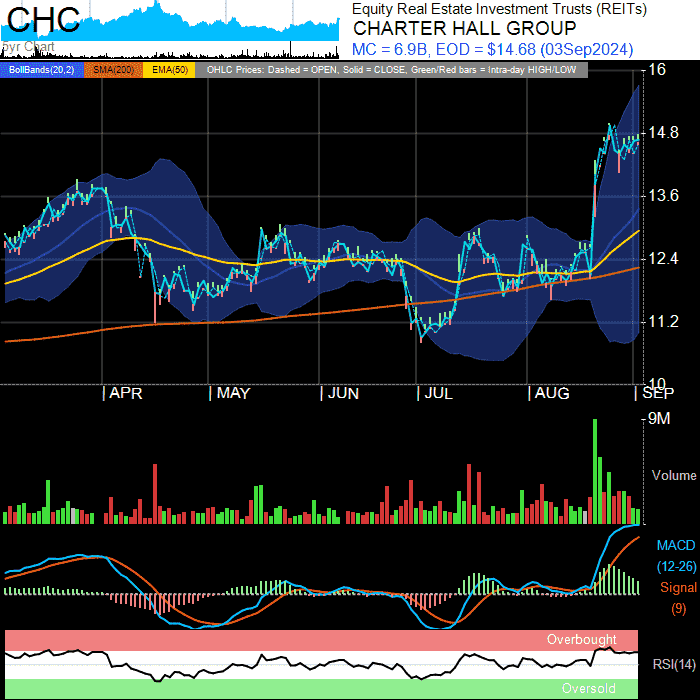 CHC
5yr Chart
Equity Real Estate Investment Trusts (REITs)
CHARTER HALL GROUP
MC = 6.9B, EOD = $14.68 (03Sep2024)
BollBands(20,2) SMA(200) EMA(50) OHLC Prices: Dashed = OPEN, Solid = CLOSE, Green/Red bars = Intra-day HIGH/LOW
16
14.8
13.6
12.4
11.2
10
APR MAY JUN JUL AUG SEP
9M
Volume
MACD
(12-26)
Signal
(9)
Overbought
RSI(14)
Oversold